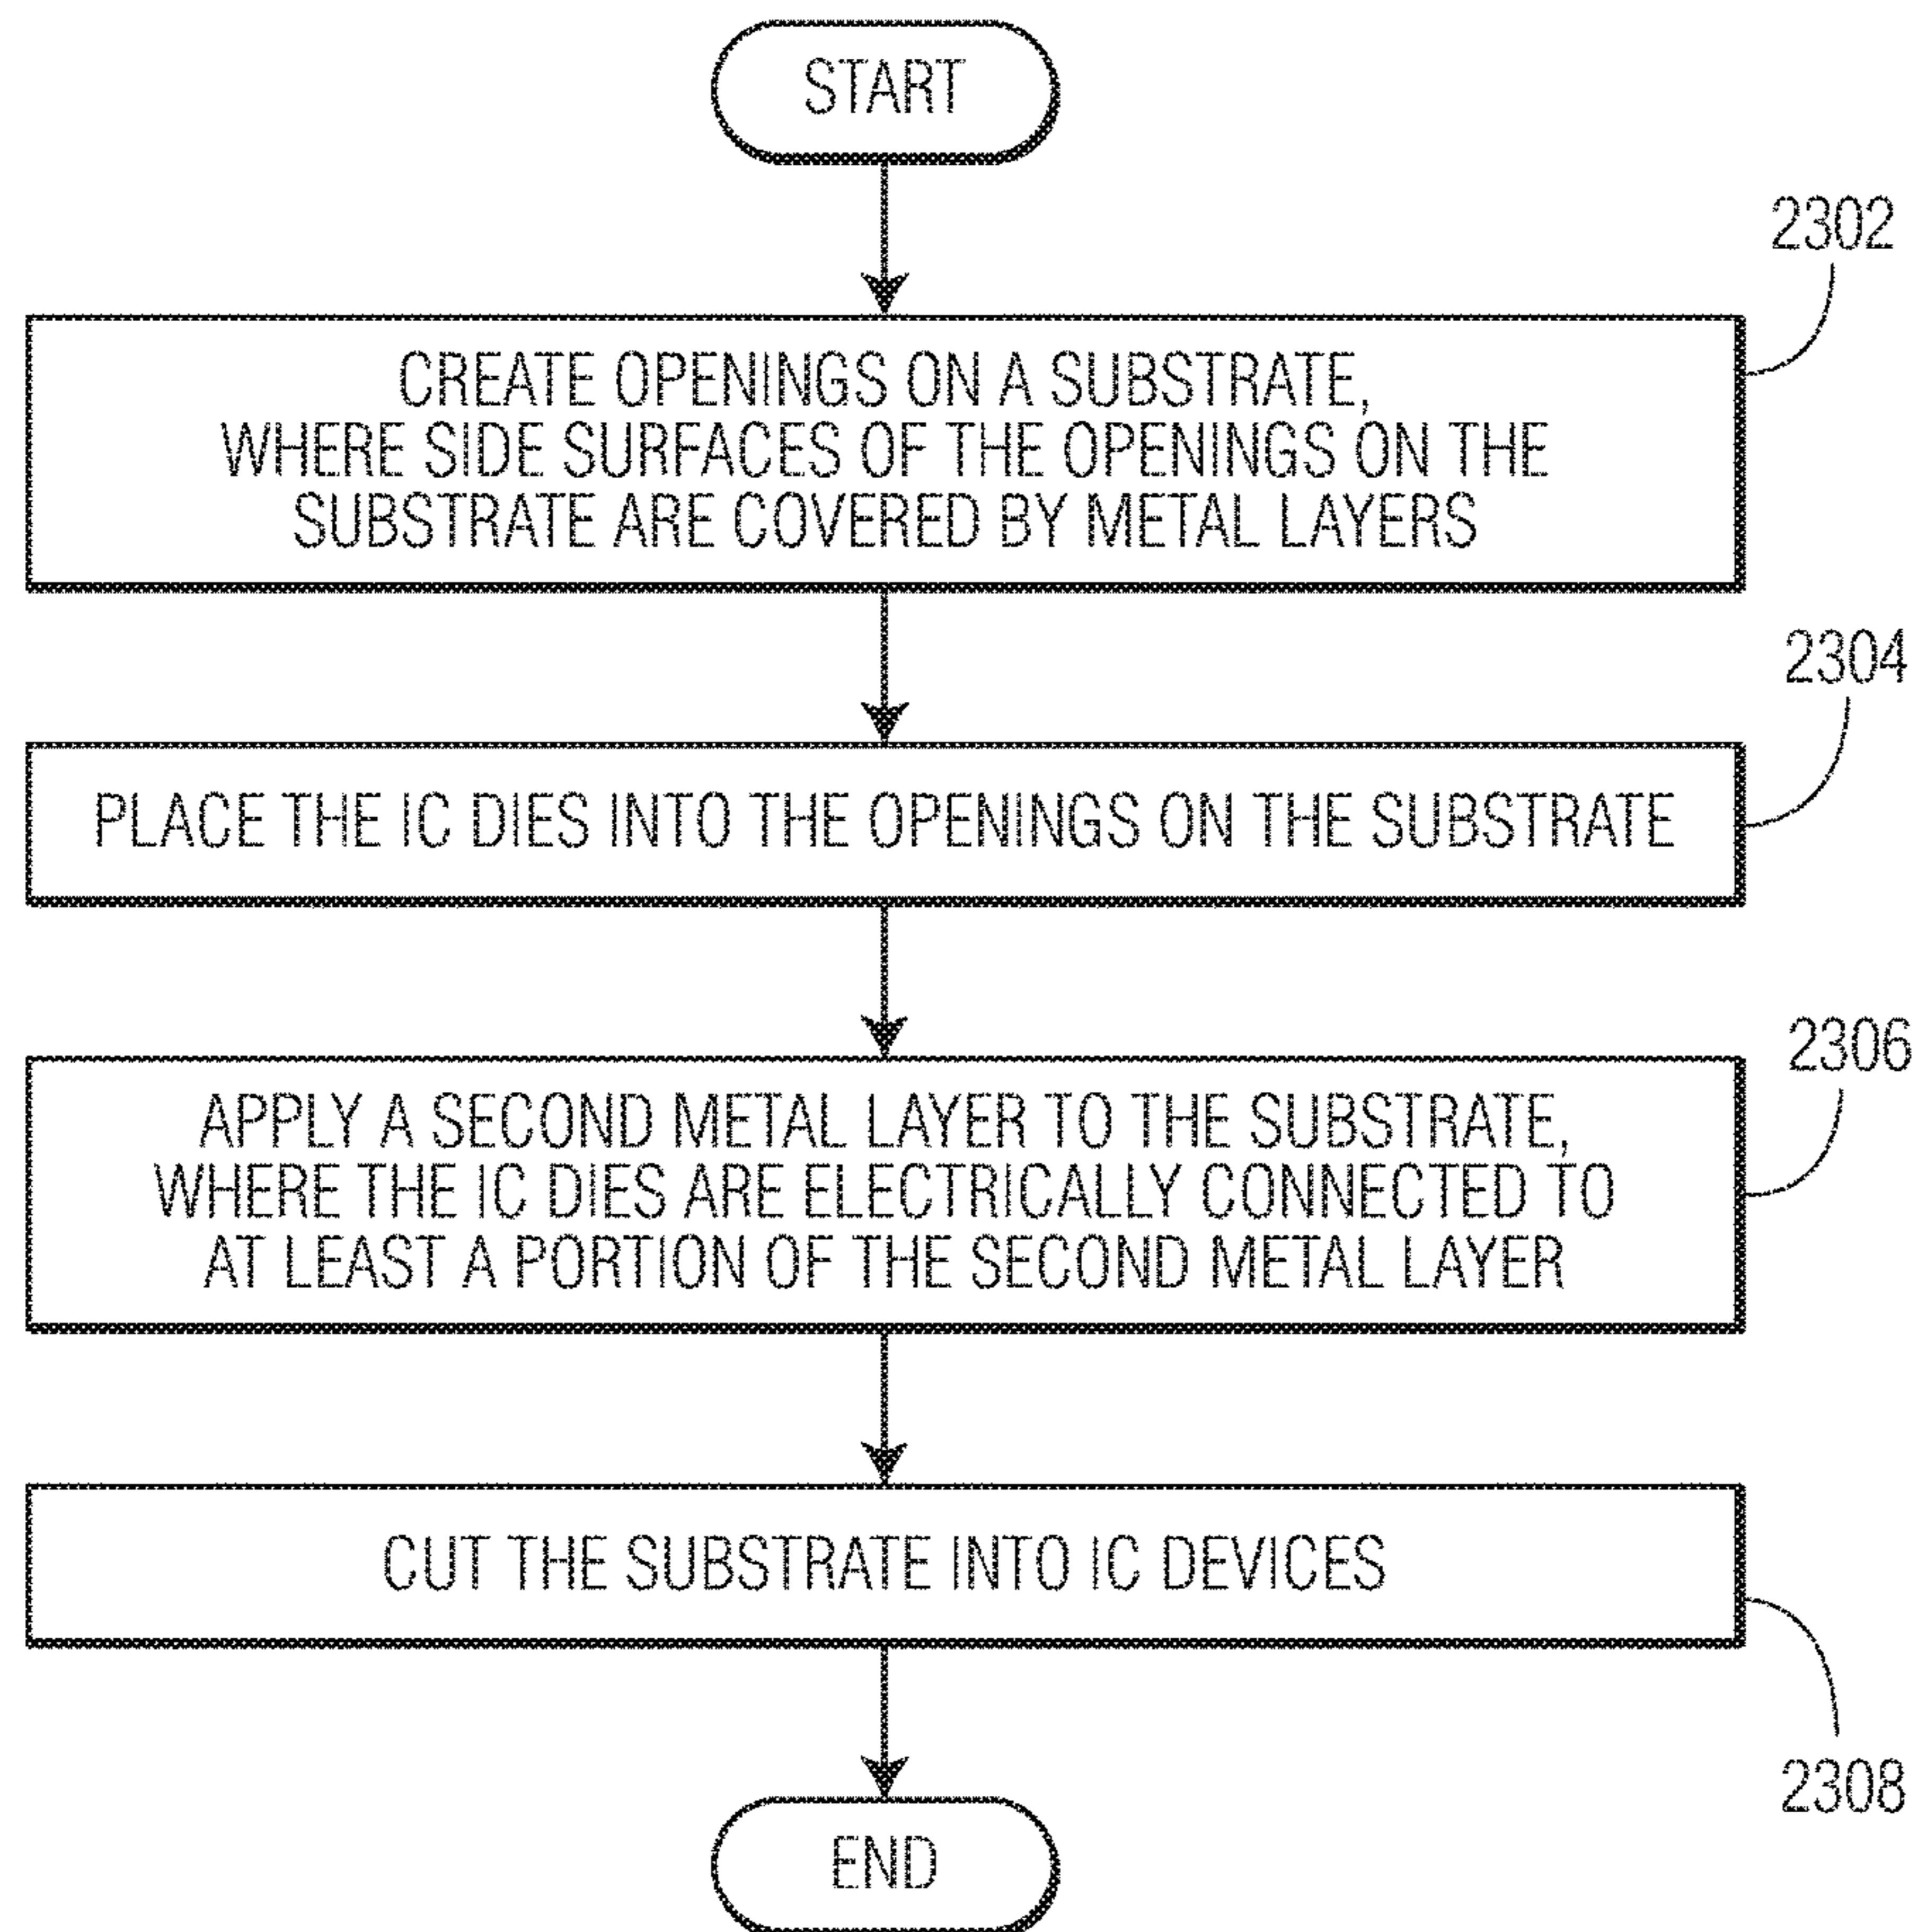 START
2302
CREATE OPENINGS ON A SUBSTRATE,
WHERE SIDE SURFACES OF THE OPENINGS ON THE
SUBSTRATE ARE COVERED BY METAL LAYERS
2304
PLACE THE IC DIES INTO THE OPENINGS ON THE SUBSTRATE
2306
APPLY A SECOND METAL LAYER TO THE SUBSTRATE,
WHERE THE IC DIES ARE ELECTRICALLY CONNECTED TO
AT LEAST A PORTION OF THE SECOND METAL LAYER
CUT THE SUBSTRATE INTO IC DEVICES
2308
END